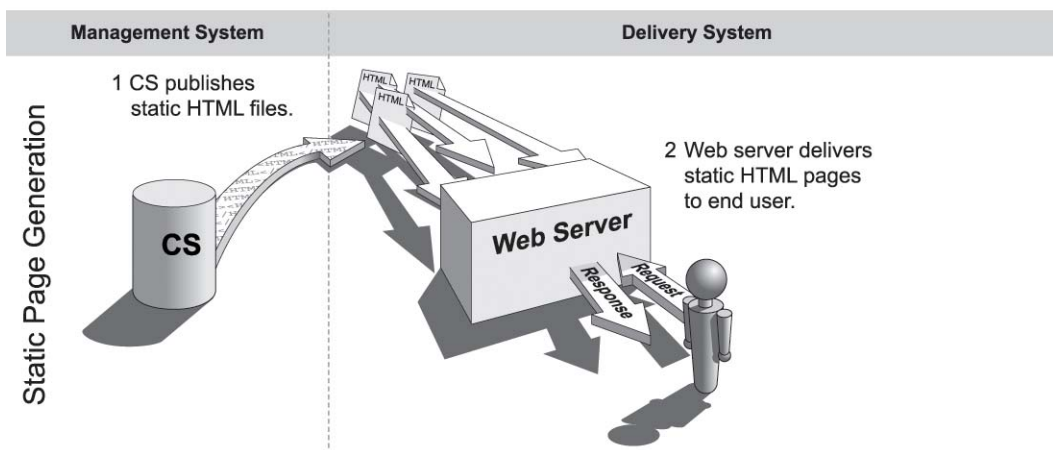 Management System
Delivery System
Static Page Generation
1 CS publishes
static HTML files.
HTML
HTML
HTML
CS
Web Server
2 Web server delivers
static HTML pages
to end user.
Response
Request